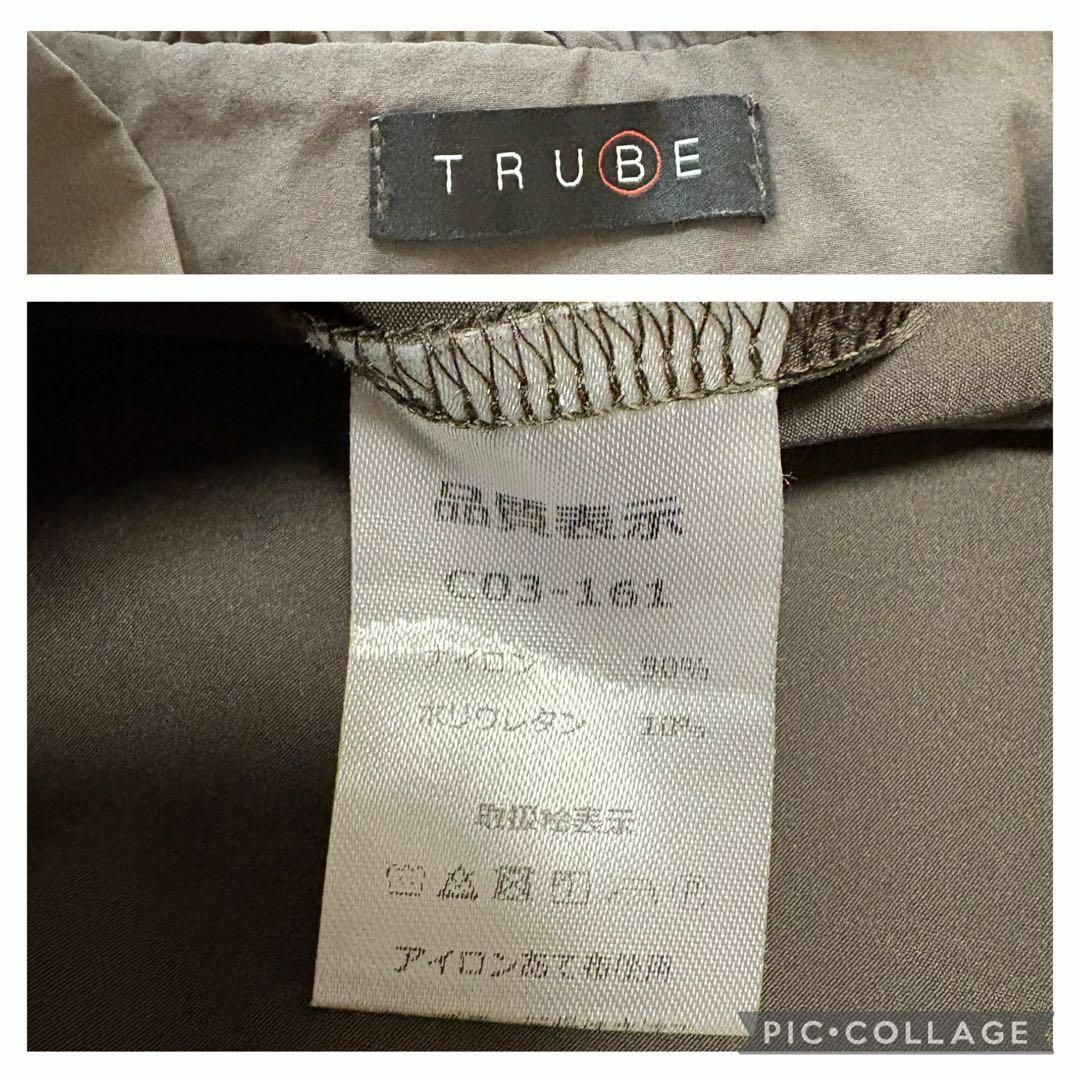 TRUBE
品質表示
C03-161
ナイロン 90%
ポリウレタン 10%
取扱絵表示
アイロンあて布使用
PIC•COLLAGE